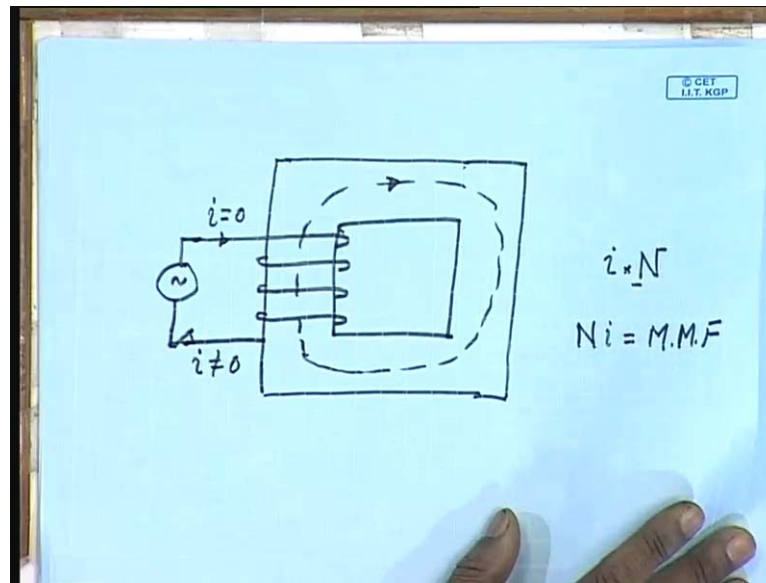 © CET
I.I.T. KGP
i=0
~
i≠0
i × N
Ni = M.M.F